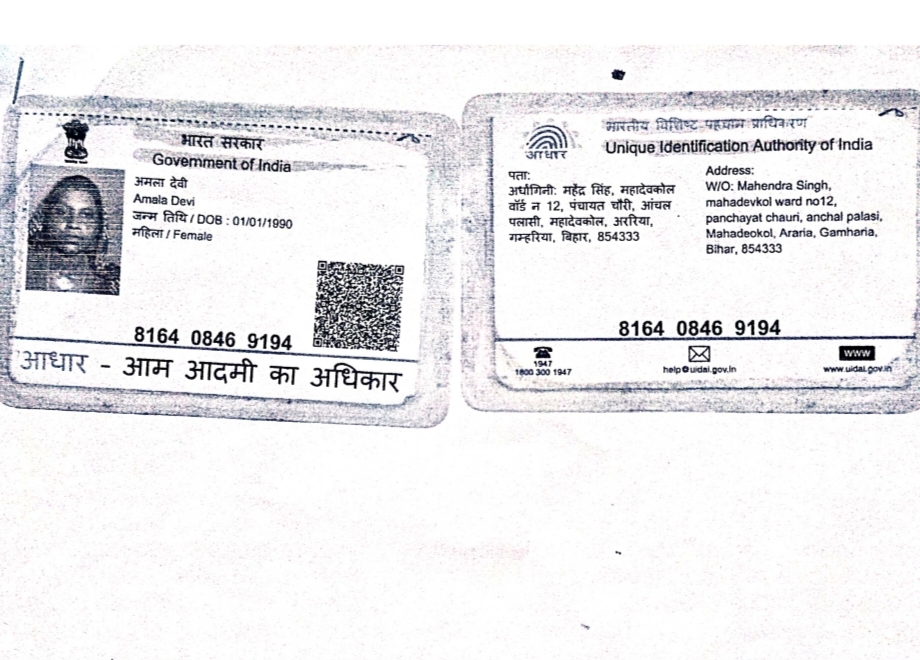 भारत सरकार
Government of India
अमला देवी
Amala Devi
जन्म तिथि / DOB : 01/01/1990
महिला / Female
8164 0846 9194
आधार - आम आदमी का अधिकार
भारतीय विशिष्ट पहचान प्राधिकरण
Unique Identification Authority of India
आधार
पता:
अर्धांगिनी: महेंद्र सिंह, महादेवकोल
वॉर्ड न 12, पंचायत चौरी, आंचल
पलासी, महादेवकोल, अररिया,
गम्हरिया, बिहार, 854333
Address:
W/O: Mahendra Singh,
mahadevkol ward no12,
panchayat chauri, anchal palasi,
Mahadeokol, Araria, Gamharia,
Bihar, 854333
8164 0846 9194
1947
1800 300 1947
help@uidai.gov.in
www
www.uidai.gov.in